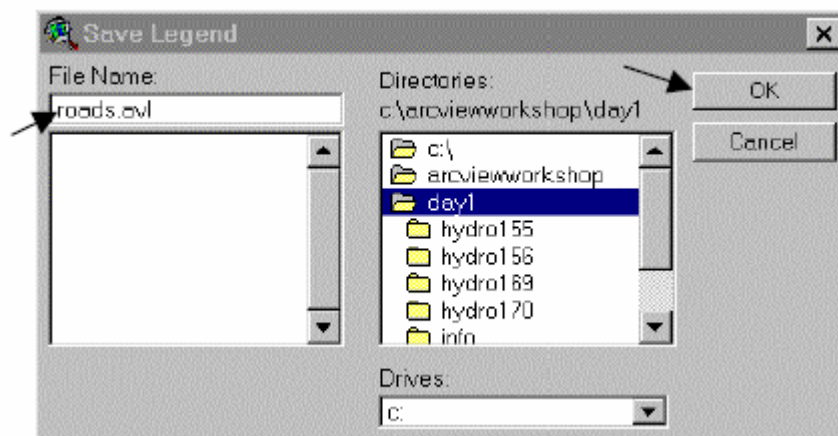 Save Legend
File Name:
roads.avl
Directories:
c:\arcviewworkshop\day1
c:\
arcviewworkshop
day1
hydro155
hydro156
hydro169
hydro170
info
Drives:
c:
OK
Cancel